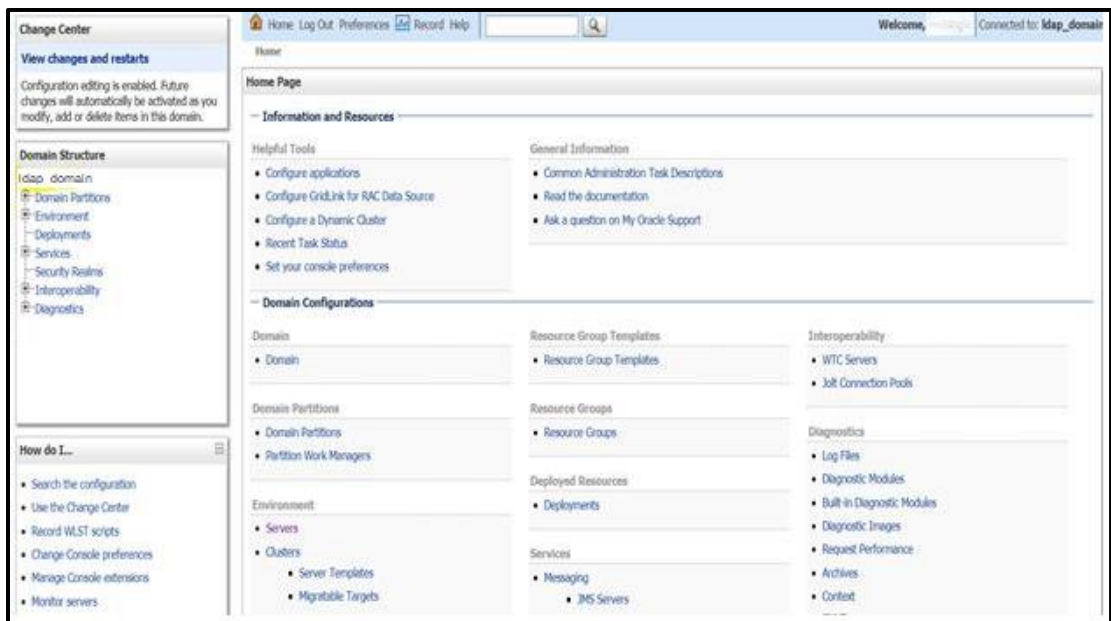 Change Center
View changes and restarts
Configuration editing is enabled. Future
changes will automatically be activated as you
modify, add or delete items in this domain.
Domain Structure
ldap_domain
Domain Partitions
Environment
Deployments
Services
Security Realms
Interoperability
Diagnostics
How do I...
Search the configuration
Use the Change Center
Record WLST scripts
Change Console preferences
Manage Console extensions
Monitor servers
Home Log Out Preferences Record Help
Welcome,
Connected to: ldap_domain
Home
Home Page
Information and Resources
Helpful Tools
Configure applications
Configure GridLink for RAC Data Source
Configure a Dynamic Cluster
Recent Task Status
Set your console preferences
General Information
Common Administration Task Descriptions
Read the documentation
Ask a question on My Oracle Support
Domain Configurations
Domain
Domain
Domain Partitions
Domain Partitions
Partition Work Managers
Environment
Servers
Clusters
Server Templates
Migratable Targets
Resource Group Templates
Resource Group Templates
Resource Groups
Resource Groups
Deployed Resources
Deployments
Services
Messaging
JMS Servers
Interoperability
WTC Servers
Jolt Connection Pools
Diagnostics
Log Files
Diagnostic Modules
Built-in Diagnostic Modules
Diagnostic Images
Request Performance
Archives
Context